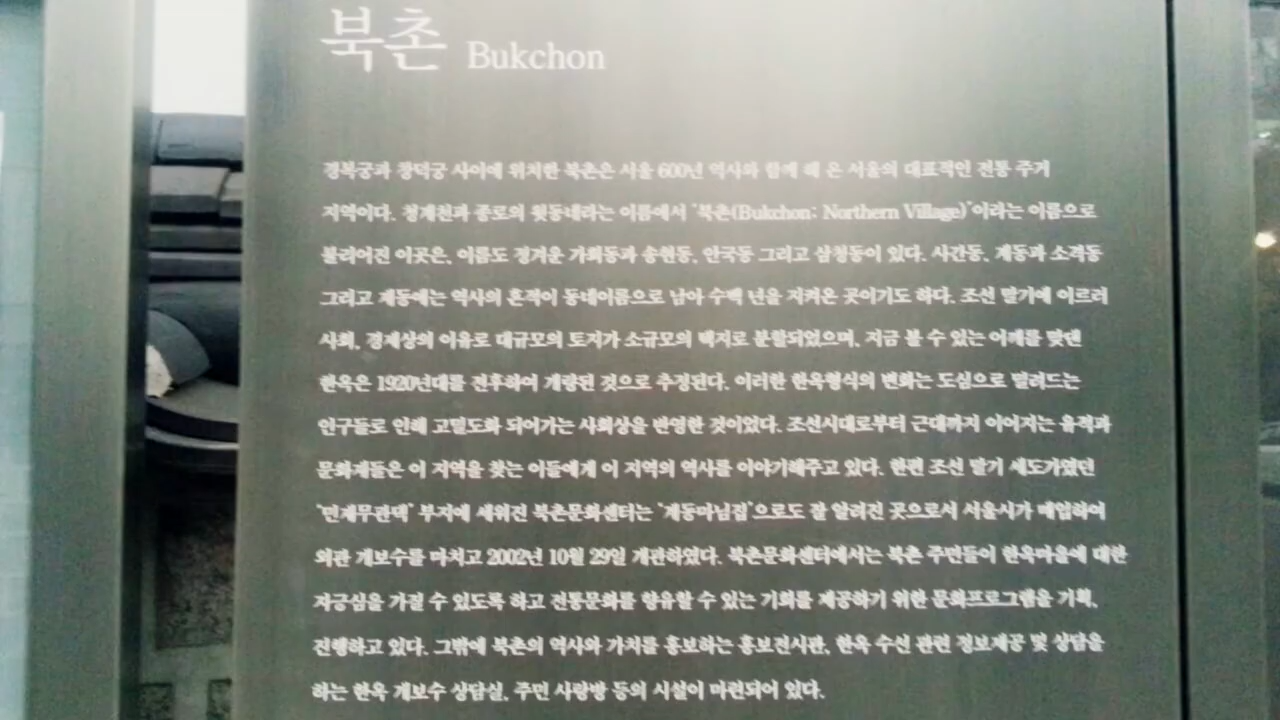 북촌 Bukchon
경복궁과 창덕궁 사이에 위치한 북촌은 서울 600년 역사와 함께 해 온 서울의 대표적인 전통 주거
지역이다. 청계천과 종로의 윗동네라는 이름에서 '북촌(Bukchon: Northern Village)'이라는 이름으로
불리어진 이곳은, 이름도 정겨운 가회동과 송현동, 안국동 그리고 삼청동이 있다. 사간동, 계동과 소격동
그리고 재동에는 역사의 흔적이 동네이름으로 남아 수백 년을 지켜온 곳이기도 하다. 조선 말기에 이르러
사회, 경제상의 이유로 대규모의 토지가 소규모의 택지로 분할되었으며, 지금 볼 수 있는 어깨를 맞댄
한옥은 1920년대를 전후하여 개량된 것으로 추정된다. 이러한 한옥형식의 변화는 도심으로 밀려드는
인구들로 인해 고밀도화 되어가는 사회상을 반영한 것이었다. 조선시대로부터 근대까지 이어지는 유적과
문화재들은 이 지역을 찾는 이들에게 이 지역의 역사를 이야기해주고 있다. 한편 조선 말기 세도가였던
'민재무관댁' 부지에 세워진 북촌문화센터는 '계동마님집'으로도 잘 알려진 곳으로서 서울시가 매입하여
외관 개보수를 마치고 2002년 10월 29일 개관하였다. 북촌문화센터에서는 북촌 주민들이 한옥마을에 대한
자긍심을 가질 수 있도록 하고 전통문화를 향유할 수 있는 기회를 제공하기 위한 문화프로그램을 기획,
진행하고 있다. 그밖에 북촌의 역사와 가치를 홍보하는 홍보전시관, 한옥 수선 관련 정보제공 및 상담을
하는 한옥 개보수 상담실, 주민 사랑방 등의 시설이 마련되어 있다.